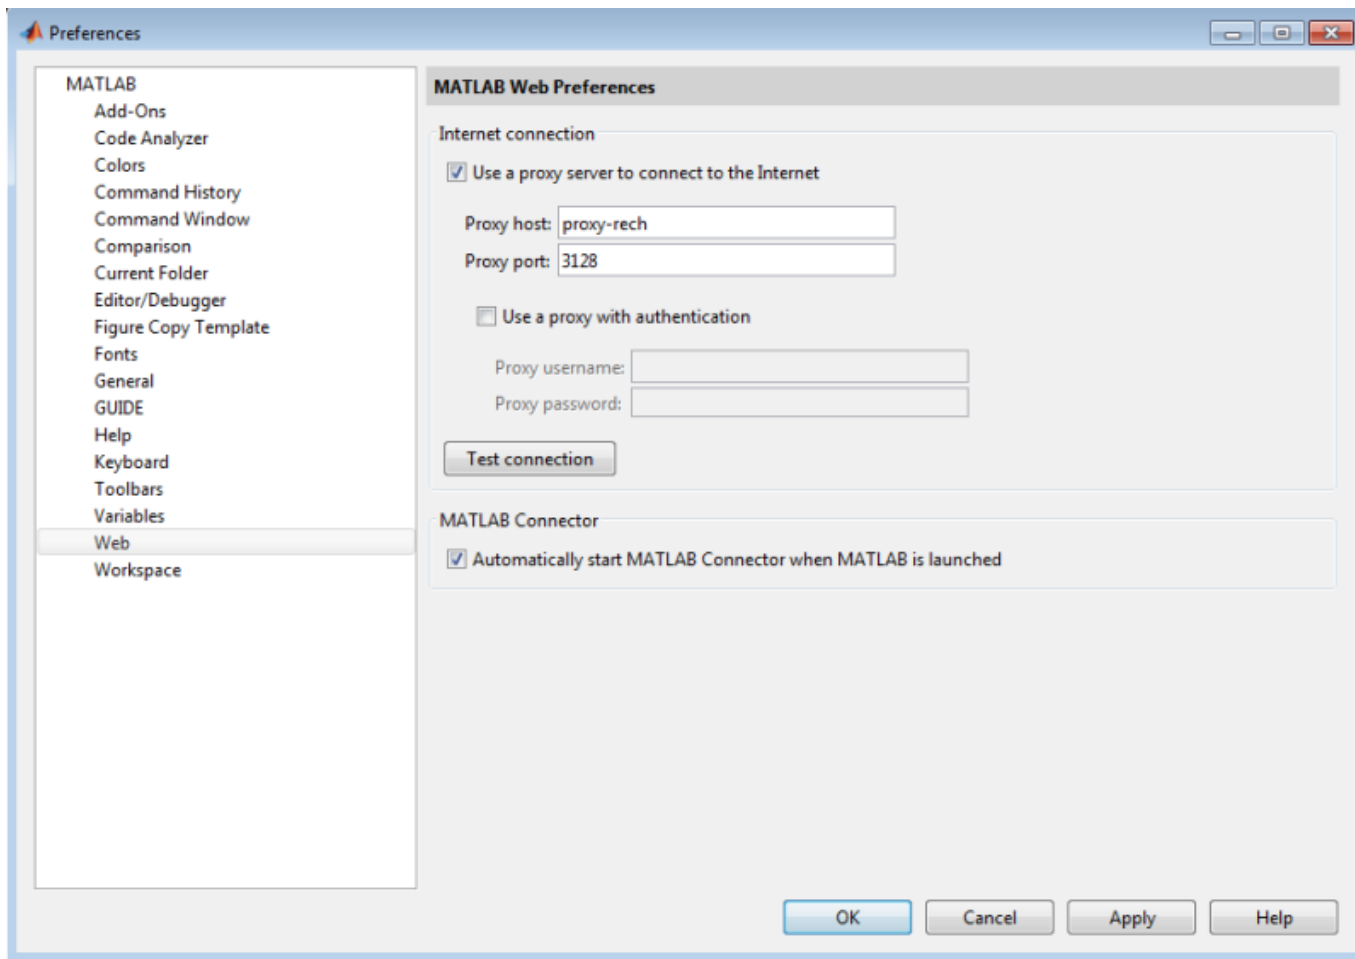 Preferences
MATLAB
Add-Ons
Code Analyzer
Colors
Command History
Command Window
Comparison
Current Folder
Editor/Debugger
Figure Copy Template
Fonts
General
GUIDE
Help
Keyboard
Toolbars
Variables
Web
Workspace
MATLAB Web Preferences
Internet connection
Use a proxy server to connect to the Internet
Proxy host: proxy-rech
Proxy port: 3128
Use a proxy with authentication
Proxy username:
Proxy password:
Test connection
MATLAB Connector
Automatically start MATLAB Connector when MATLAB is launched
OK Cancel Apply Help